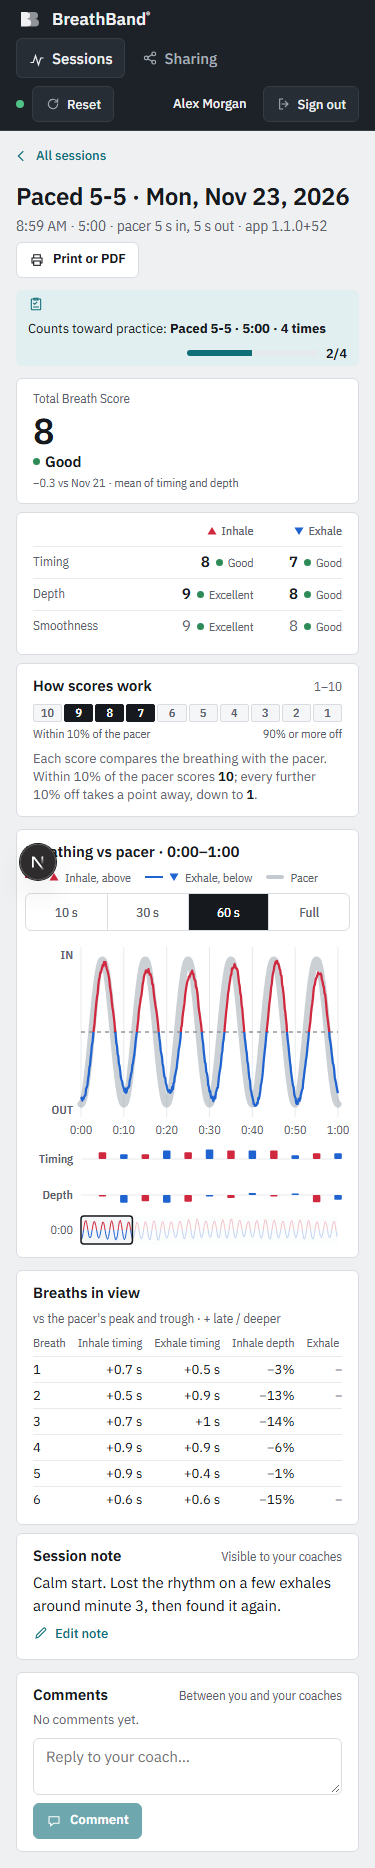 BreathBand®
Sessions
Sharing
Reset
Alex Morgan
Sign out
All sessions
Paced 5-5 · Mon, Nov 23, 2026
8:59 AM · 5:00 · pacer 5 s in, 5 s out · app 1.1.0+52
Print or PDF
Counts toward practice: Paced 5-5 · 5:00 · 4 times
2/4
Total Breath Score
8
Good
−0.3 vs Nov 21 · mean of timing and depth
Inhale Exhale
Timing 8 Good 7 Good
Depth 9 Excellent 8 Good
Smoothness 9 Excellent 8 Good
How scores work 1–10
10 9 8 7 6 5 4 3 2 1
Within 10% of the pacer 90% or more off
Each score compares the breathing with the pacer.
Within 10% of the pacer scores 10; every further
10% off takes a point away, down to 1.
N
athing vs pacer · 0:00–1:00
Inhale, above Exhale, below Pacer
10 s 30 s 60 s Full
IN
OUT
0:00 0:10 0:20 0:30 0:40 0:50 1:00
Timing
Depth
0:00
Breaths in view
vs the pacer's peak and trough · + late / deeper
Breath Inhale timing Exhale timing Inhale depth Exhale
1 +0.7 s +0.5 s −3% −
2 +0.5 s +0.9 s −13% −
3 +0.7 s +1 s −14%
4 +0.9 s +0.9 s −6%
5 +0.9 s +0.4 s −1%
6 +0.6 s +0.6 s −15% −
Session note Visible to your coaches
Calm start. Lost the rhythm on a few exhales
around minute 3, then found it again.
Edit note
Comments Between you and your coaches
No comments yet.
Reply to your coach...
Comment